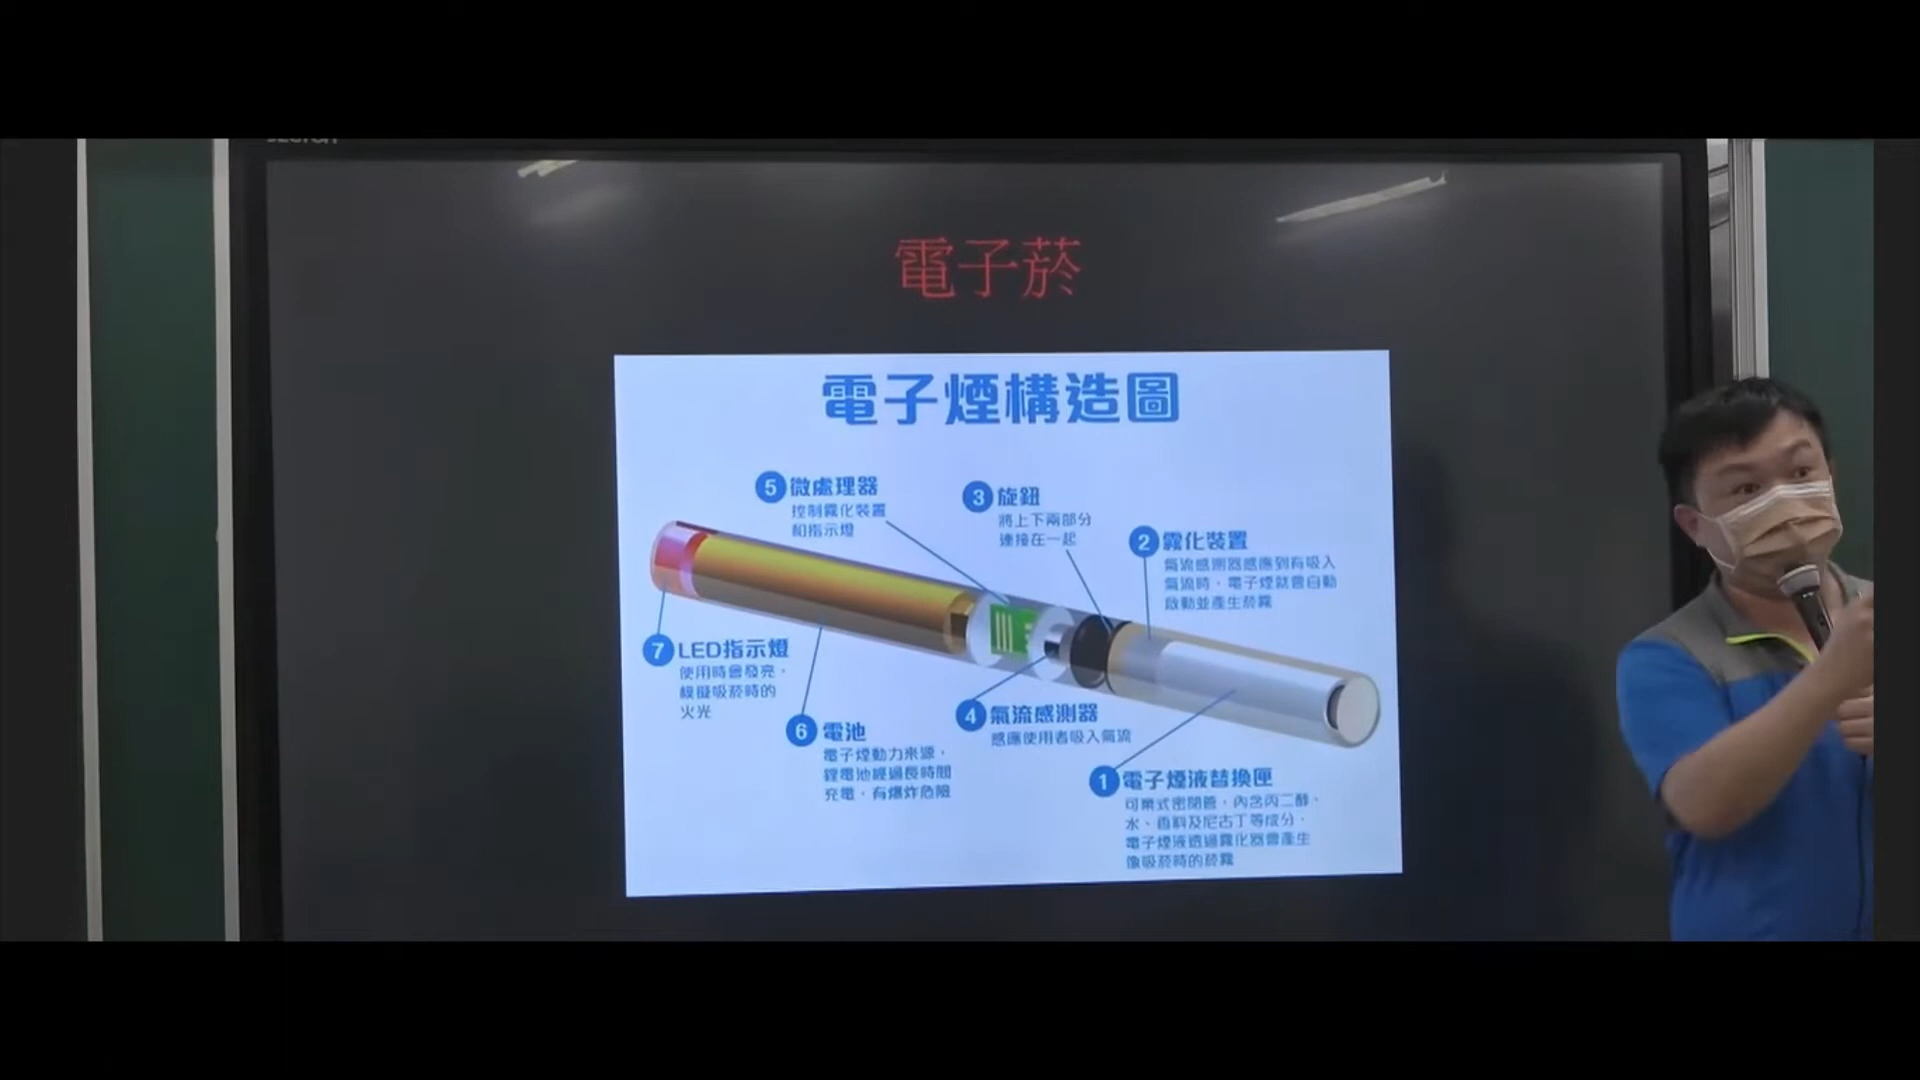 電子菸
電子煙構造圖
5 微處理器
控制霧化裝置
和指示燈
3 旋鈕
將上下兩部分
連接在一起
2 霧化裝置
氣流感測器感應到有吸入
氣流時，電子煙就會自動
啟動並產生菸霧
7 LED指示燈
使用時會發亮，
模擬吸菸時的
火光
6 電池
電子煙動力來源，
鋰電池經過長時間
充電，有爆炸危險
4 氣流感測器
感應使用者吸入氣流
1 電子煙液替換匣
可棄式密閉管，內含丙二醇、
水、香料及尼古丁等成分，
電子煙液透過霧化器會產生
像吸菸時的菸霧